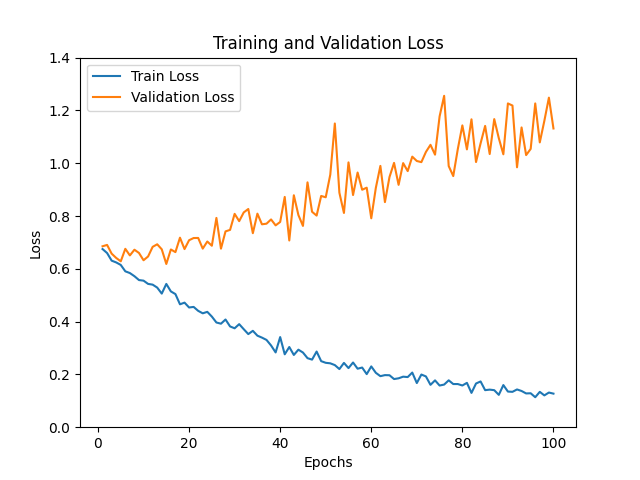 Training and Validation Loss
Train Loss
Validation Loss
1.4
1.2
1.0
0.8
0.6
0.4
0.2
0.0
Loss
0 20 40 60 80 100
Epochs